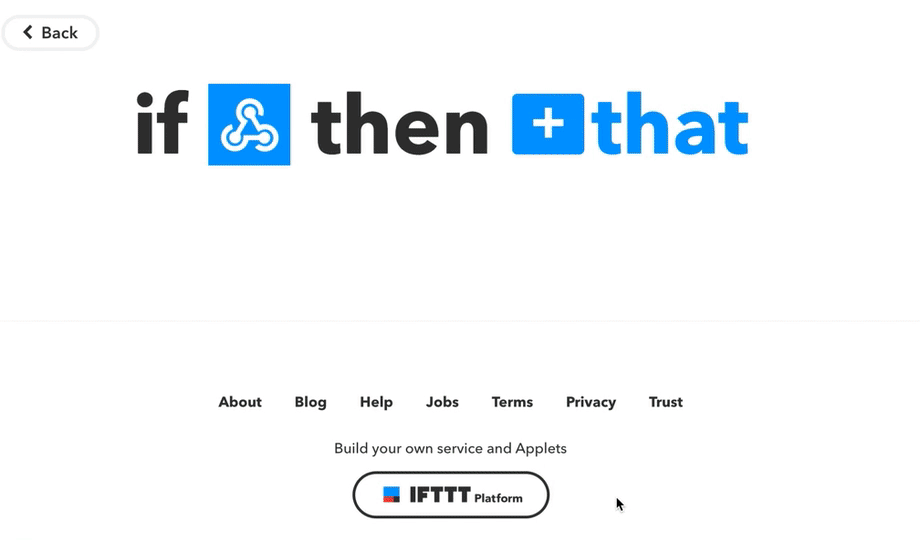 Back
if then +that
About Blog Help Jobs Terms Privacy Trust
Build your own service and Applets
IFTTT Platform